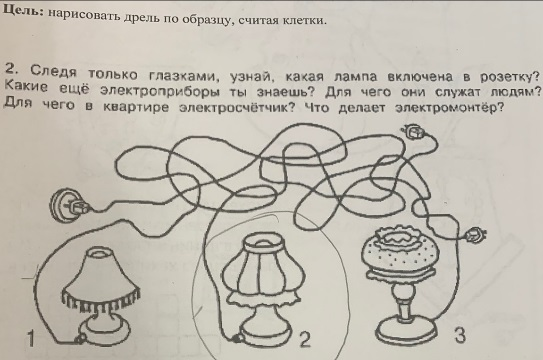 Цель: нарисовать дрель по образцу, считая клетки.
2. Следя только глазками, узнай, какая лампа включена в розетку?
Какие ещё электроприборы ты знаешь? Для чего они служат людям?
Для чего в квартире электросчётчик? Что делает электромонтёр?
1 2 3